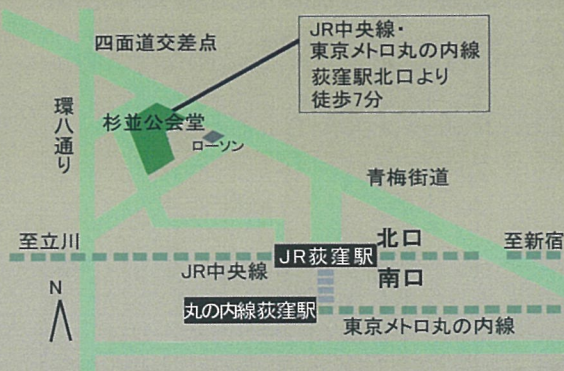 四面道交差点
JR中央線・
東京メトロ丸の内線
荻窪駅北口より
徒歩7分
環八通り
杉並公会堂
ローソン
青梅街道
至立川
北口
至新宿
JR荻窪駅
JR中央線
南口
N
丸の内線荻窪駅
東京メトロ丸の内線